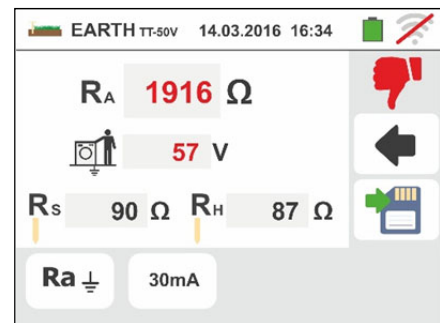 EARTH TT-50V 14.03.2016 16:34
RA 1916 Ω
57 V
RS 90 Ω RH 87 Ω
Ra 30mA